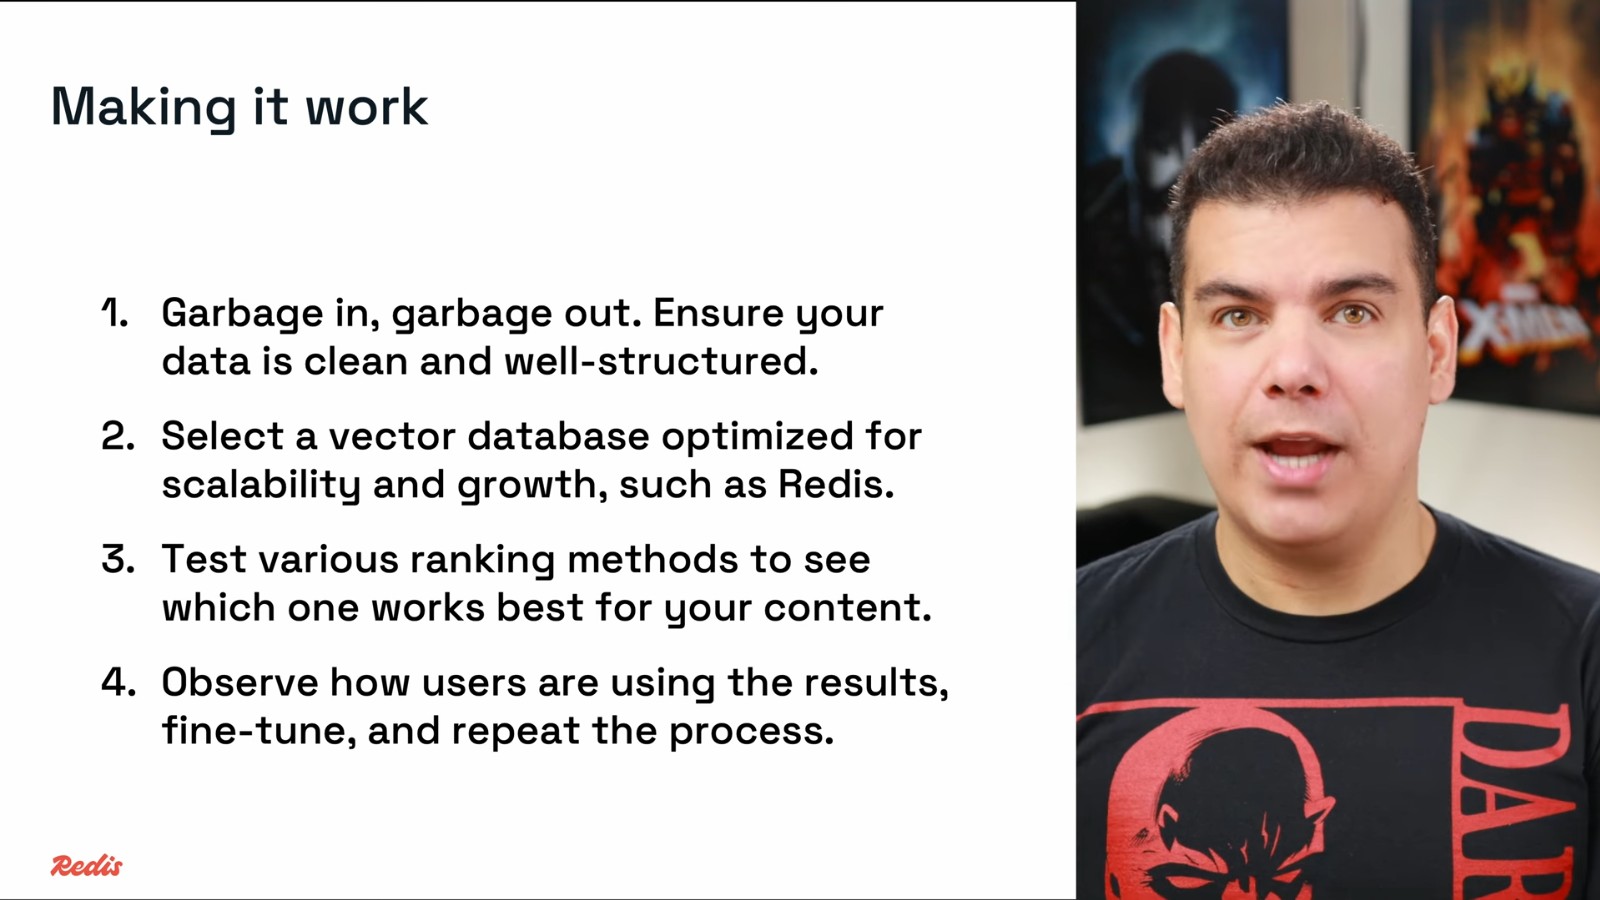 Making it work
1. Garbage in, garbage out. Ensure your
data is clean and well-structured.
2. Select a vector database optimized for
scalability and growth, such as Redis.
3. Test various ranking methods to see
which one works best for your content.
4. Observe how users are using the results,
fine-tune, and repeat the process.
Redis
X-MEN
DAR